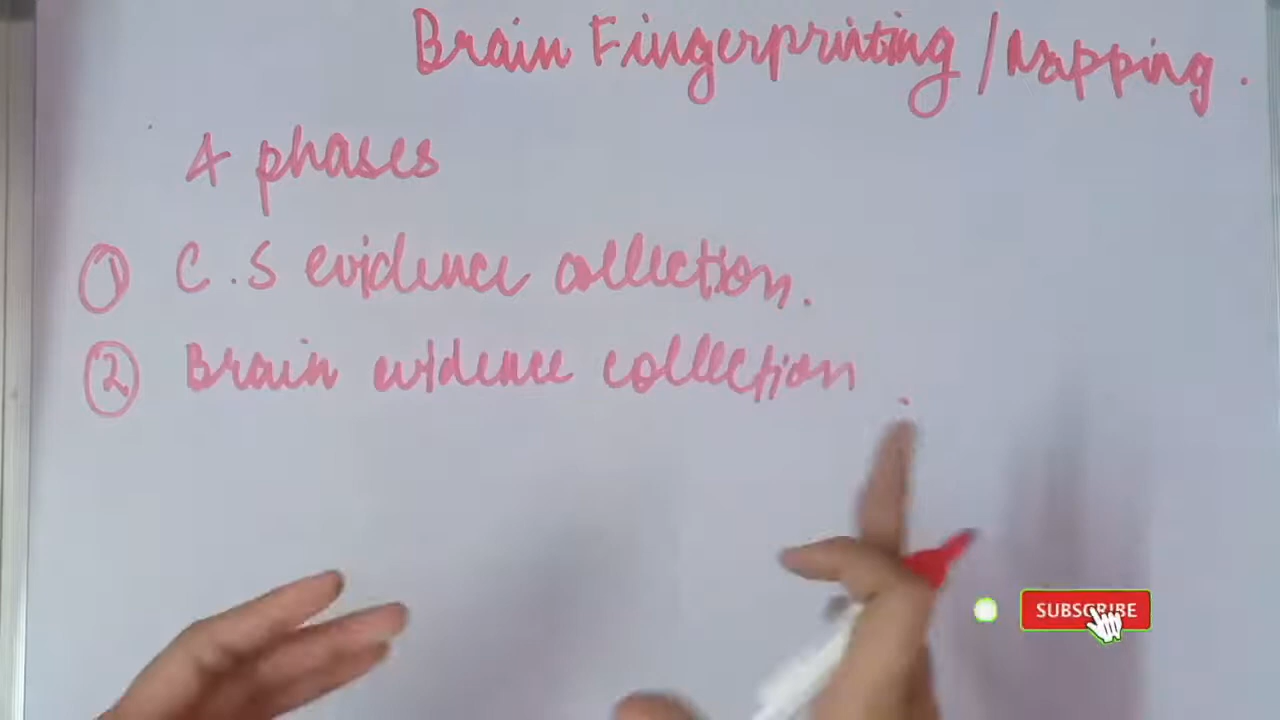 Brain Fingerprinting / Mapping.
4 phases
① C.S evidence collection.
② Brain evidence collection.
SUBSCRIBE